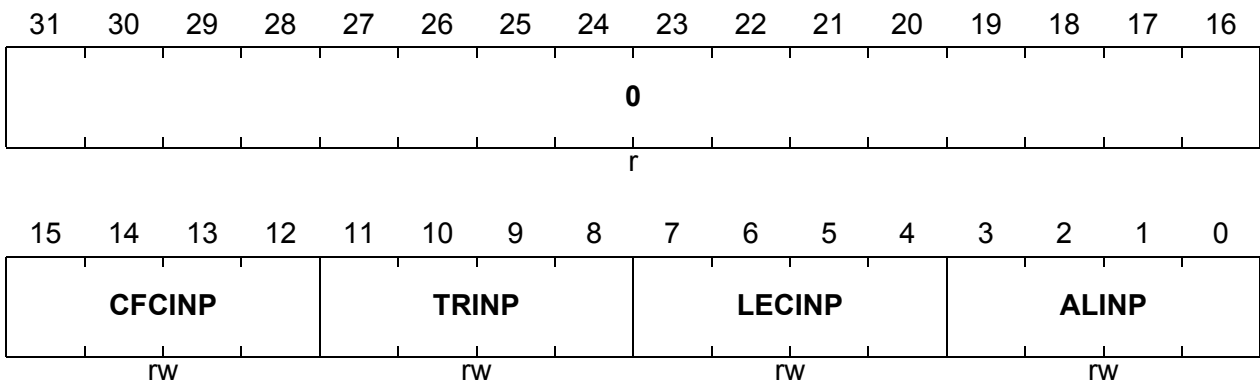 31 30 29 28 27 26 25 24 23 22 21 20 19 18 17 16
0
r
15 14 13 12 11 10 9 8 7 6 5 4 3 2 1 0
CFCINP TRINP LECINP ALINP
rw rw rw rw